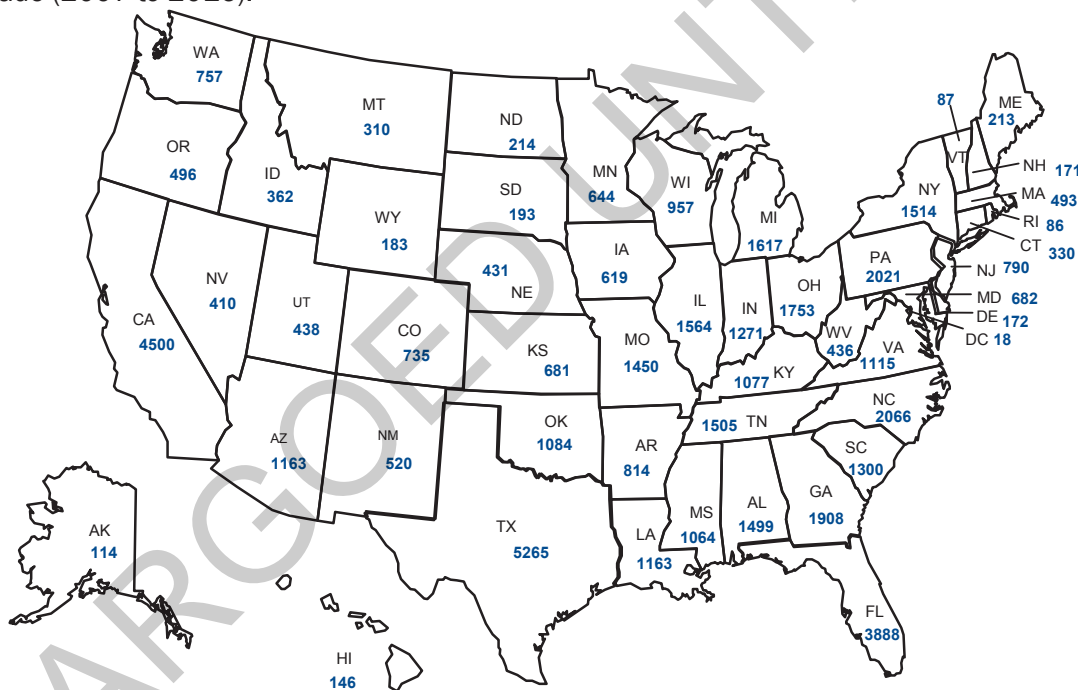 WA
757
MT
310
ND
214
ME
213
87
VT
NH 171
MA 493
RI 86
CT 330
NJ 790
MD 682
DE 172
DC 18
OR
496
ID
362
WY
183
SD
193
MN
644
WI
957
MI
1617
NY
1514
PA
2021
NV
410
UT
438
CO
735
431
NE
IA
619
IL
1564
IN
1271
OH
1753
WV
436
VA
1115
CA
4500
KS
681
MO
1450
1077 KY
NC
2066
1505 TN
SC
1300
AZ
1163
NM
520
OK
1084
AR
814
MS
1064
AL
1499
GA
1908
TX
5265
LA
1163
FL
3888
AK
114
HI
146